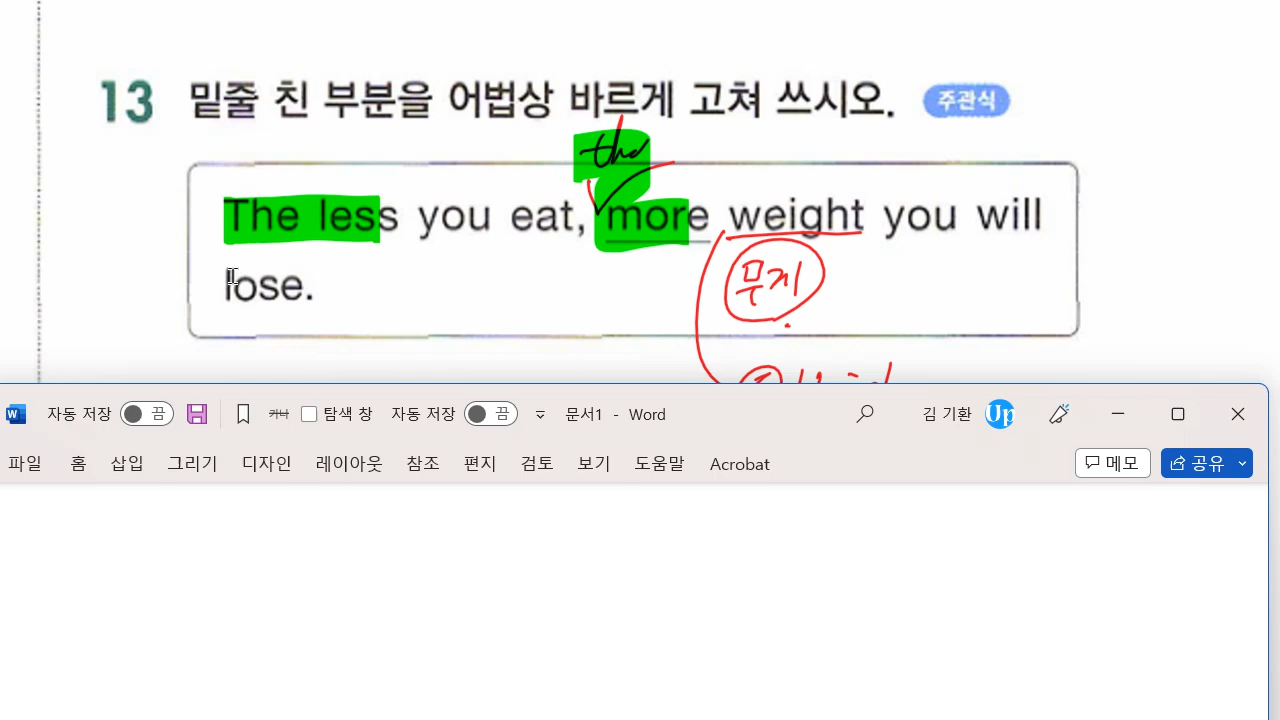 13 밑줄 친 부분을 어법상 바르게 고쳐 쓰시오. 주관식
the
The less you eat, more weight you will
lose.
무게
자동 저장 끔 가나 탐색 창 자동 저장 끔 문서1 - Word 김 기환 Up
파일 홈 삽입 그리기 디자인 레이아웃 참조 편지 검토 보기 도움말 Acrobat 메모 공유